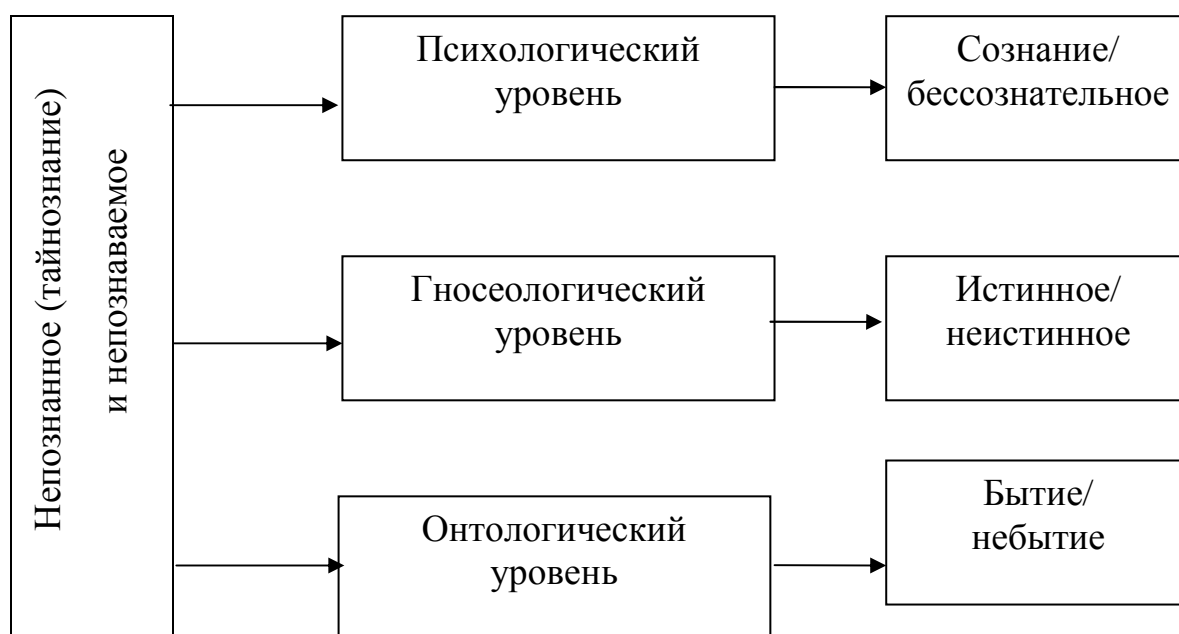 Непознанное (тайнознание)
и непознаваемое
Психологический
уровень
Сознание/
бессознательное
Гносеологический
уровень
Истинное/
неистинное
Онтологический
уровень
Бытие/
небытие